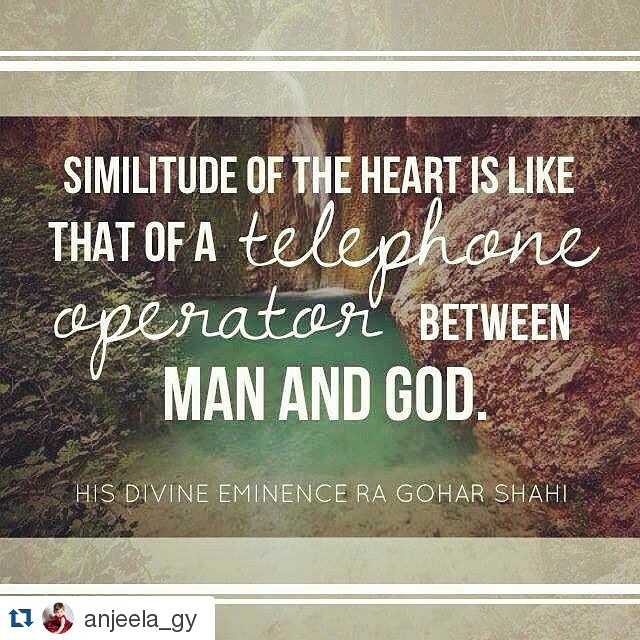 SIMILITUDE OF THE HEART IS LIKE
THAT OF A telephone
operator BETWEEN
MAN AND GOD.
HIS DIVINE EMINENCE RA GOHAR SHAHI
anjeela_gy